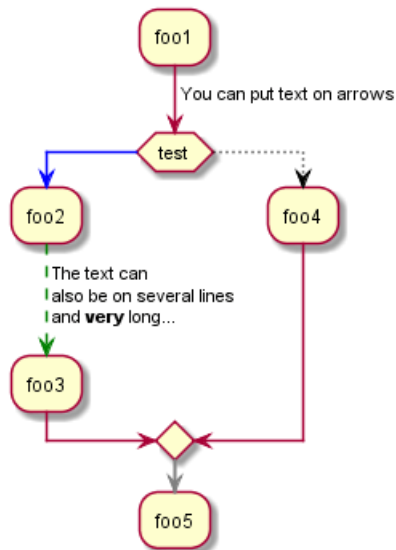 foo1
You can put text on arrows
test
foo2
foo4
The text can
also be on several lines
and very long...
foo3
foo5